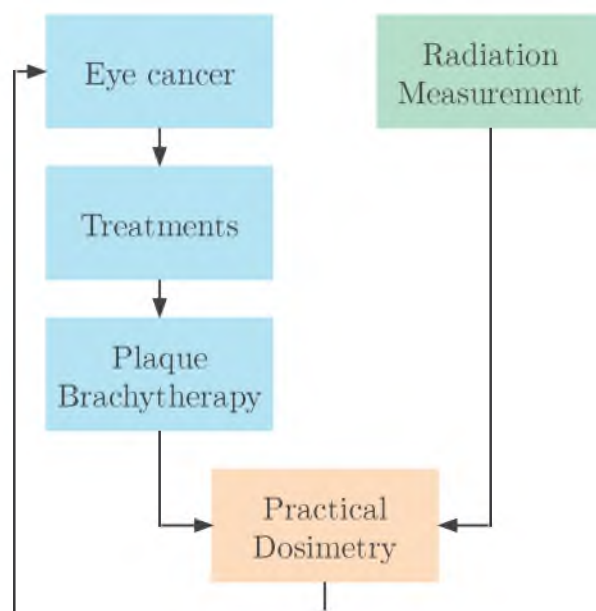 Eye cancer
Radiation
Measurement
Treatments
Plaque
Brachytherapy
Practical
Dosimetry